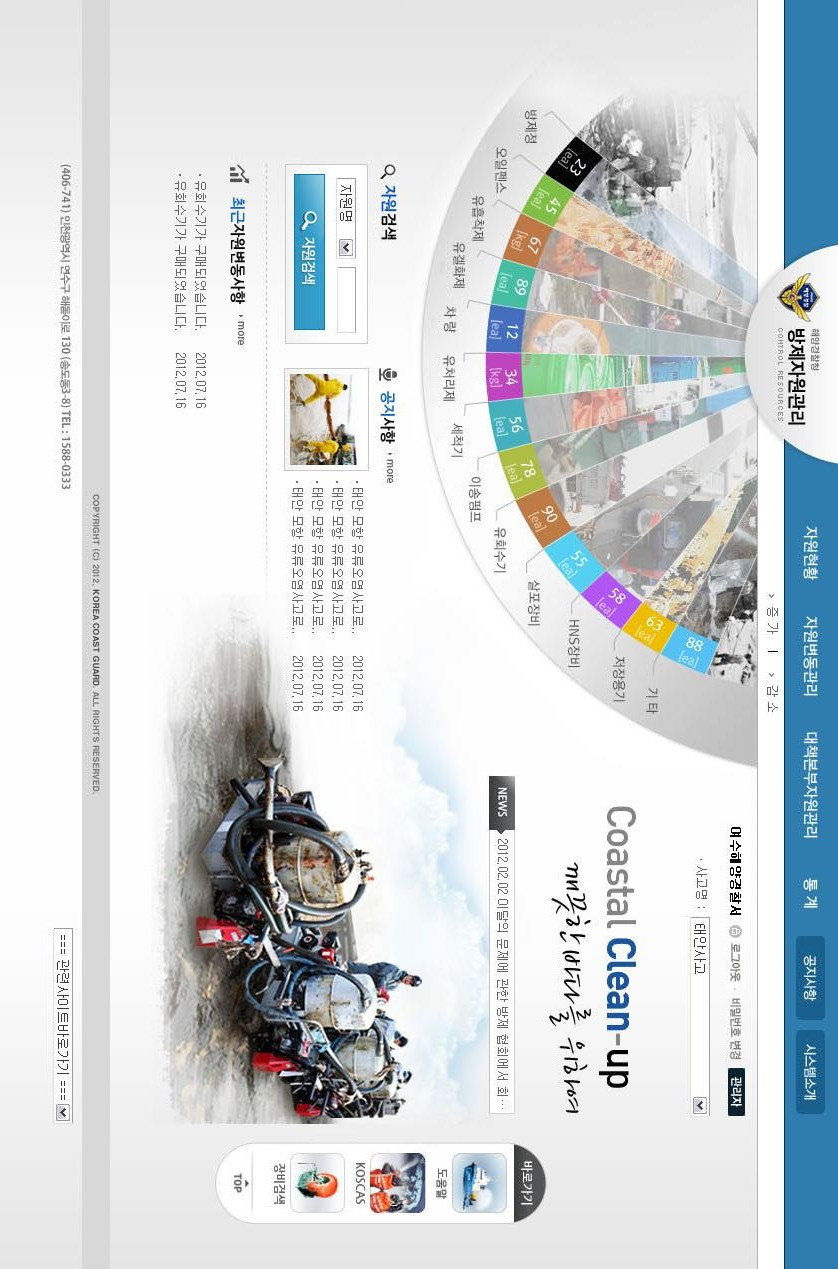 해양경찰청
방제자원관리
CONTROL RESOURCES
자원현황
자원변동관리
대책본부자원관리
통 계
공지사항
시스템소개
› 증 가 | › 감 소
여수해양경찰서
로그아웃 · 비밀번호 변경
관리자
· 사고명 :
태안사고
방제정
23
[ea]
오일펜스
45
[ea]
유흡착제
67
[kg]
유겔화제
89
[ea]
차 량
12
[ea]
유처리제
34
[kg]
세척기
56
[ea]
이송펌프
78
[ea]
유회수기
90
[ea]
살포장비
55
[ea]
HNS장비
58
[ea]
저장용기
63
[ea]
기 타
88
[ea]
Coastal Clean-up
깨끗한 바다를 위하여
NEWS
2012.02.02 이달의 문제에 관한 방제 협회에서 회…
바로가기
도움말
KOSCAS
장비검색
TOP
자원검색
자원명
자원검색
공지사항 › more
· 태안 모항 유류오염사고로.. 2012.07.16
· 태안 모항 유류오염사고로.. 2012.07.16
· 태안 모항 유류오염사고로.. 2012.07.16
· 태안 모항 유류오염사고로.. 2012.07.16
최근자원변동사항 › more
· 유회수기가 구매되었습니다. 2012.07.16
· 유회수기가 구매되었습니다. 2012.07.16
COPYRIGHT (C) 2012. KOREA COAST GUARD. ALL RIGHTS RESERVED.
(406-741) 인천광역시 연수구 해돋이로 130 (송도동3-8) TEL : 1588-0333
=== 관련사이트바로가기 ===